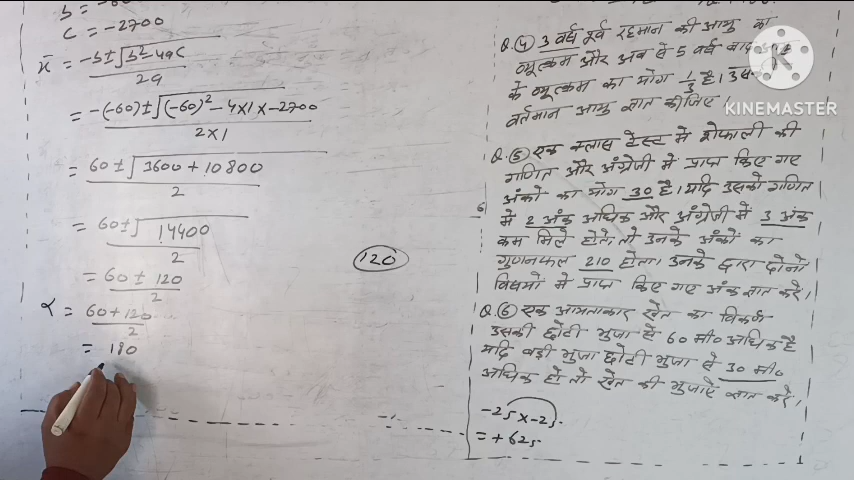 b = -60
c = -2700
x = -b ± √b² - 4ac
2a
= -(-60) ± √(-60)² - 4×1×-2700
2×1
= 60 ± √3600 + 10800
2
= 60 ± √14400
2
= 60 ± 120
2
α = 60 + 120
2
= 180
120
Q.④ 3 वर्ष पूर्व रहमान की आयु का
व्युत्क्रम और अब से 5 वर्ष बाद
के व्युत्क्रम का योग 1/3 है। उस
वर्तमान आयु ज्ञात कीजिए।
Q.⑤ एक क्लास टेस्ट में शेफाली की
गणित और अंग्रेजी में प्राप्त किए गए
अंकों का योग 30 है। यदि उसको गणित
6
में 2 अंक अधिक और अंग्रेजी में 3 अंक
कम मिले होते, तो उनके अंकों का
गुणनफल 210 होता। उनके द्वारा दोनो
विषयों में प्राप्त किए गए अंक ज्ञात करें।
Q.⑥ एक आयताकार खेत का विकर्ण
उसकी छोटी भुजा से 60 मी० अधिक है
यदि बड़ी भुजा छोटी भुजा से 30 मी०
अधिक हो तो खेत की भुजाएँ ज्ञात करें।
-25 × -25
= +625
KINEMASTER